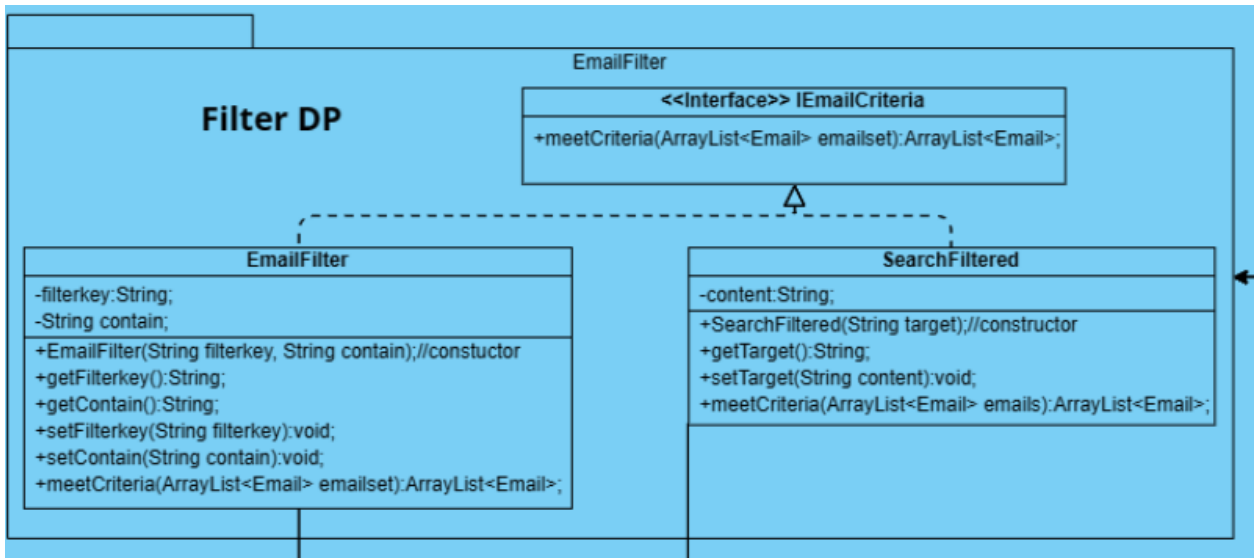 EmailFilter
Filter DP
<<Interface>> IEmailCriteria
+meetCriteria(ArrayList<Email> emailset):ArrayList<Email>;
EmailFilter
-filterkey:String;
-String contain;
+EmailFilter(String filterkey, String contain);//constuctor
+getFilterkey():String;
+getContain():String;
+setFilterkey(String filterkey):void;
+setContain(String contain):void;
+meetCriteria(ArrayList<Email> emailset):ArrayList<Email>;
SearchFiltered
-content:String;
+SearchFiltered(String target);//constructor
+getTarget():String;
+setTarget(String content):void;
+meetCriteria(ArrayList<Email> emails):ArrayList<Email>;